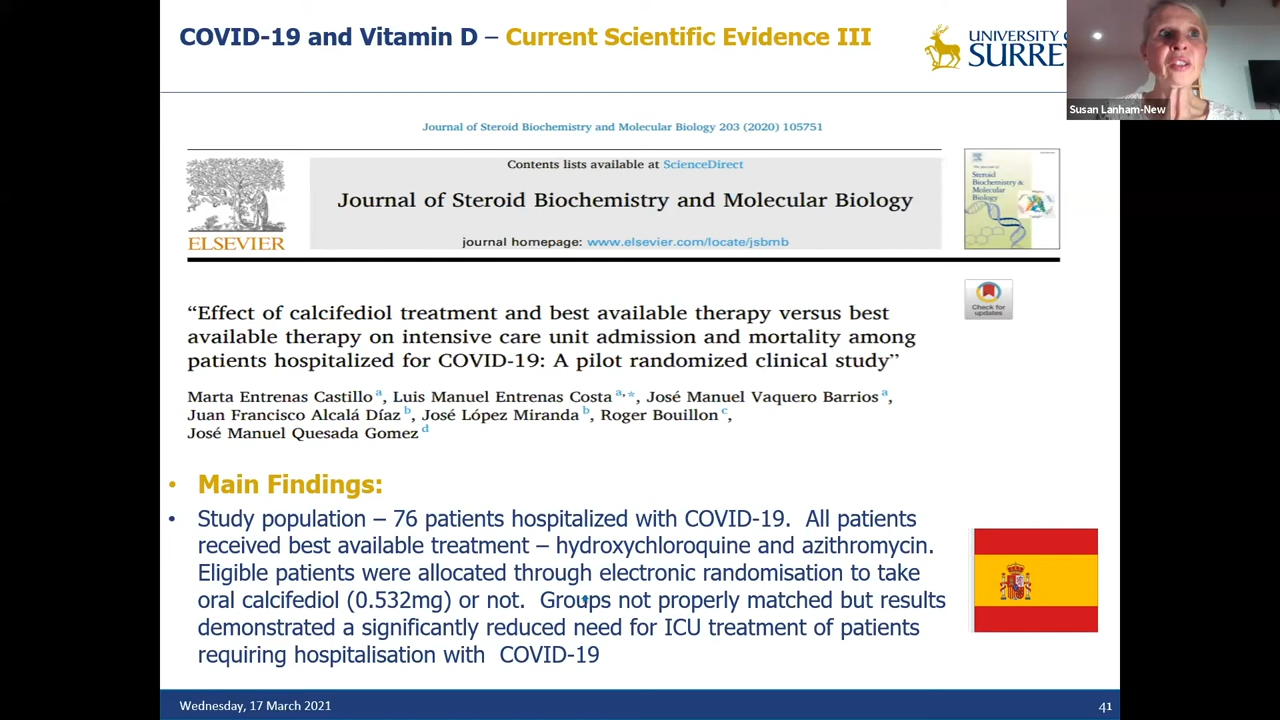 COVID-19 and Vitamin D – Current Scientific Evidence III
UNIVERSITY O
SURREY
Susan Lanham-New
Journal of Steroid Biochemistry and Molecular Biology 203 (2020) 105751
Contents lists available at ScienceDirect
Journal of Steroid Biochemistry and Molecular Biology
journal homepage: www.elsevier.com/locate/jsbmb
ELSEVIER
Steroid
Biochemistry &
Molecular
Biology
Check for
updates
“Effect of calcifediol treatment and best available therapy versus best
available therapy on intensive care unit admission and mortality among
patients hospitalized for COVID-19: A pilot randomized clinical study”
Marta Entrenas Castillo a, Luis Manuel Entrenas Costa a,*, José Manuel Vaquero Barrios a,
Juan Francisco Alcalá Díaz b, José López Miranda b, Roger Bouillon c,
José Manuel Quesada Gomez d
• Main Findings:
• Study population – 76 patients hospitalized with COVID-19. All patients
received best available treatment – hydroxychloroquine and azithromycin.
Eligible patients were allocated through electronic randomisation to take
oral calcifediol (0.532mg) or not. Groups not properly matched but results
demonstrated a significantly reduced need for ICU treatment of patients
requiring hospitalisation with COVID-19
Wednesday, 17 March 2021
41